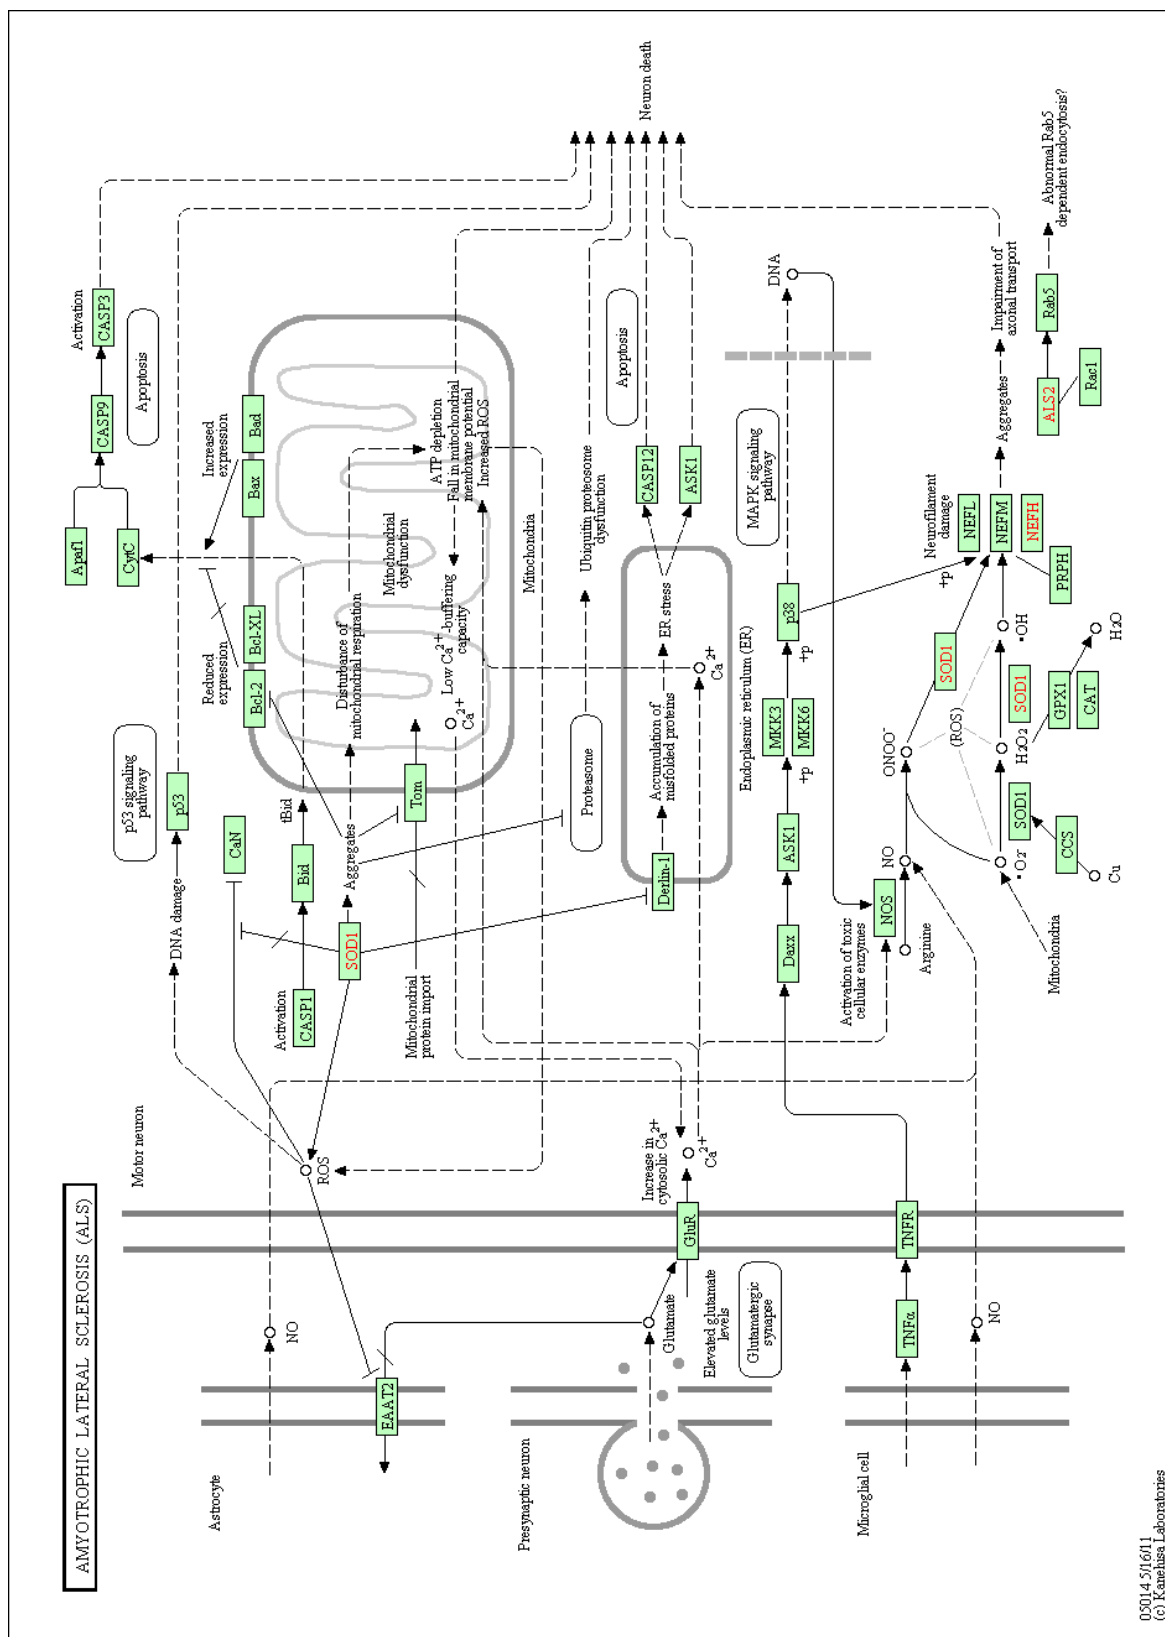 AMYOTROPHIC LATERAL SCLEROSIS (ALS)
Astrocyte
NO
EAAT2
Presynaptic neuron
Glutamate
Elevated glutamate
levels
Glutamatergic
synapse
Microglial cell
TNFα
NO
Motor neuron
ROS
DNA damage
p53 signaling
pathway
p53
CaN
Activation
CASP1
Bid
tBid
SOD1
Aggregates
Mitochondrial
protein import
Tom
Reduced
expression
Bcl-2
Bcl-XL
Increased
expression
Bax
Bad
Apaf1
CytC
CASP9
Activation
CASP3
Apoptosis
Disturbance of
mitochondrial respiration
Mitochondrial
dysfunction
ATP depletion
Fall in mitochondrial
membrane potential
Increased ROS
Low Ca2+-buffering
capacity
Ca2+
Mitochondria
Proteasome
Ubiquitin proteosome
dysfunction
Derlin-1
Accumulation of
misfolded proteins
ER stress
Ca2+
CASP12
ASK1
Apoptosis
Neuron death
Increase in
cytosolic Ca2+
GluR
Ca2+
Endoplasmic reticulum (ER)
TNFR
Daxx
ASK1
+p
MKK3
MKK6
+p
p38
MAPK signaling
pathway
DNA
Activation of toxic
cellular enzymes
NOS
Arginine
NO
ONOO-
SOD1
+p
Neurofilament
damage
NEFL
NEFM
NEFH
PRPH
Aggregates
Impairment of
axonal transport
Mitochondria
•O2-
SOD1
H2O2
(ROS)
SOD1
•OH
Cu
CCS
GPX1
CAT
H2O
ALS2
Rac1
Rab5
Abnormal Rab5
dependent endocytosis?
05014 5/16/11
(c) Kanehisa Laboratories